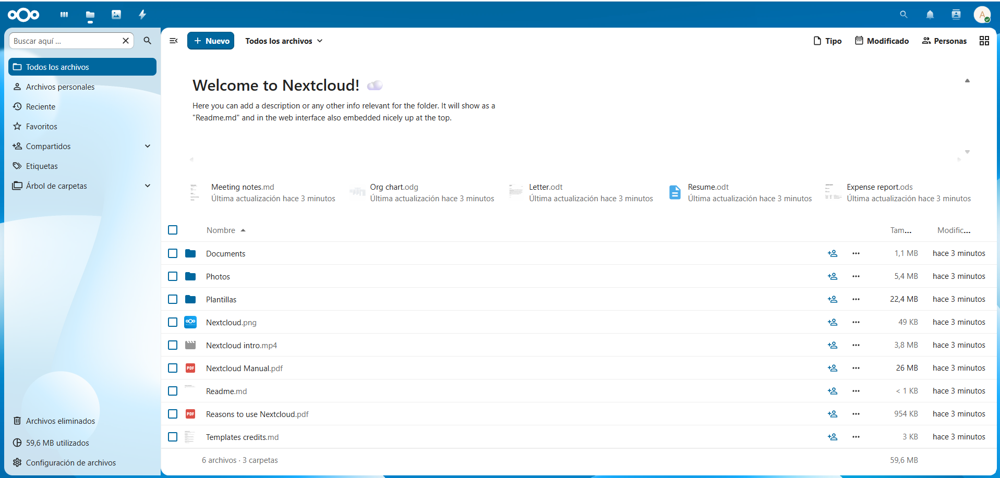 A
Buscar aquí ...
Nuevo
Todos los archivos
Tipo
Modificado
Personas
Todos los archivos
Archivos personales
Reciente
Favoritos
Compartidos
Etiquetas
Árbol de carpetas
Archivos eliminados
59,6 MB utilizados
Configuración de archivos
Welcome to Nextcloud!
Here you can add a description or any other info relevant for the folder. It will show as a
"Readme.md" and in the web interface also embedded nicely up at the top.
Meeting notes.md
Última actualización hace 3 minutos
Org chart.odg
Última actualización hace 3 minutos
Letter.odt
Última actualización hace 3 minutos
Resume.odt
Última actualización hace 3 minutos
Expense report.ods
Última actualización hace 3 minutos
Nombre Tam... Modific...
Documents 1,1 MB hace 3 minutos
Photos 5,4 MB hace 3 minutos
Plantillas 22,4 MB hace 3 minutos
Nextcloud.png 49 KB hace 3 minutos
Nextcloud intro.mp4 3,8 MB hace 3 minutos
PDF Nextcloud Manual.pdf 26 MB hace 3 minutos
Readme.md < 1 KB hace 3 minutos
PDF Reasons to use Nextcloud.pdf 954 KB hace 3 minutos
Templates credits.md 3 KB hace 3 minutos
6 archivos · 3 carpetas 59,6 MB